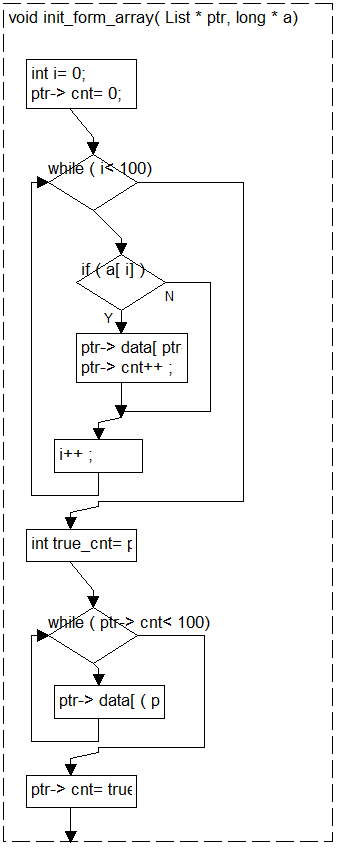 void init_form_array( List * ptr, long * a)
int i= 0;
ptr-> cnt= 0;
while ( i< 100)
if ( a[ i] )
N
Y
ptr-> data[ ptr
ptr-> cnt++ ;
i++ ;
int true_cnt= p
while ( ptr-> cnt< 100)
ptr-> data[ ( p
ptr-> cnt= true